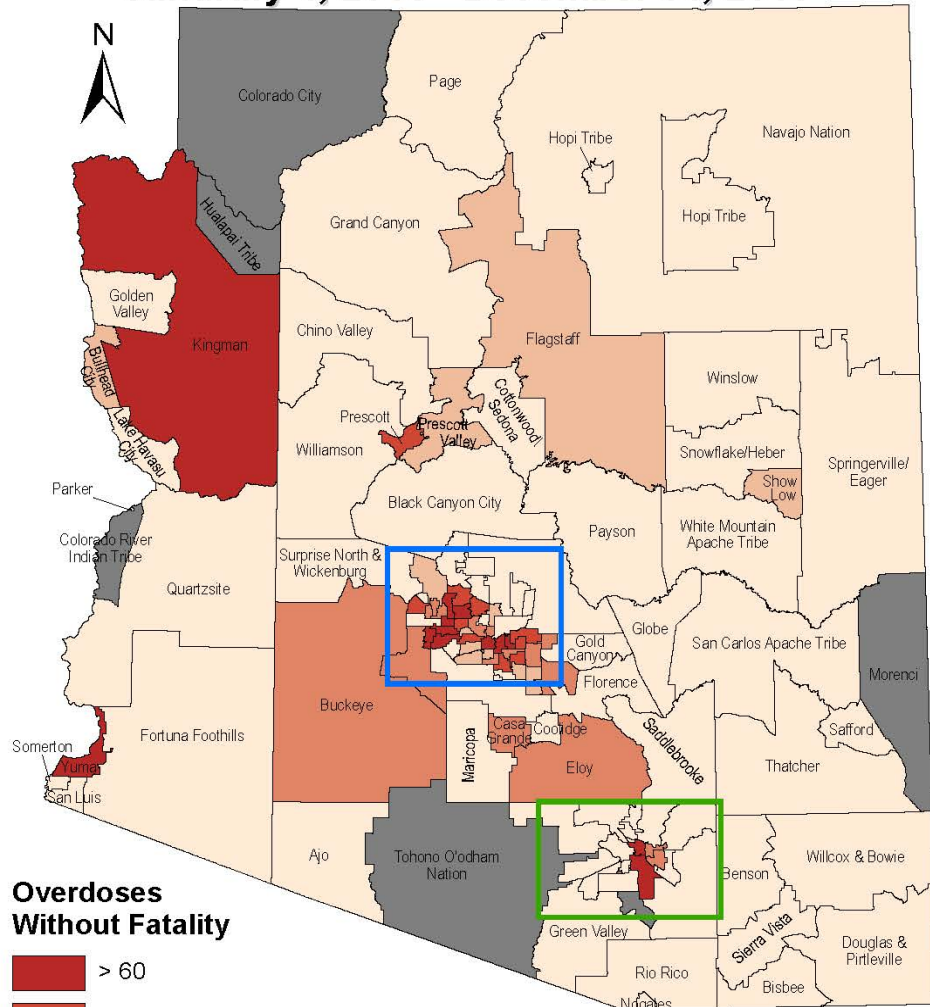 N
Page
Colorado City
Hopi Tribe
Navajo Nation
Hualapai Tribe
Grand Canyon
Hopi Tribe
Golden
Valley
Kingman
Chino Valley
Flagstaff
Bullhead
City
Winslow
Cottonwood
Sedona
Prescott
Prescott
Valley
Lake Havasu
City
Williamson
Snowflake/Heber
Springerville/
Eager
Show
Low
Parker
Black Canyon City
Payson
White Mountain
Apache Tribe
Colorado River
Indian Tribe
Surprise North &
Wickenburg
Quartzsite
Globe
San Carlos Apache Tribe
Gold
Canyon
Morenci
Florence
Buckeye
Casa
Grande
Coolidge
Saddlebrooke
Safford
Fortuna Foothills
Somerton
Yuma
Maricopa
Eloy
Thatcher
San Luis
Ajo
Tohono O'odham
Nation
Benson
Willcox & Bowie
Overdoses
Without Fatality
Green Valley
Sierra Vista
Douglas &
Pirtleville
> 60
Rio Rico
Bisbee
Nogales